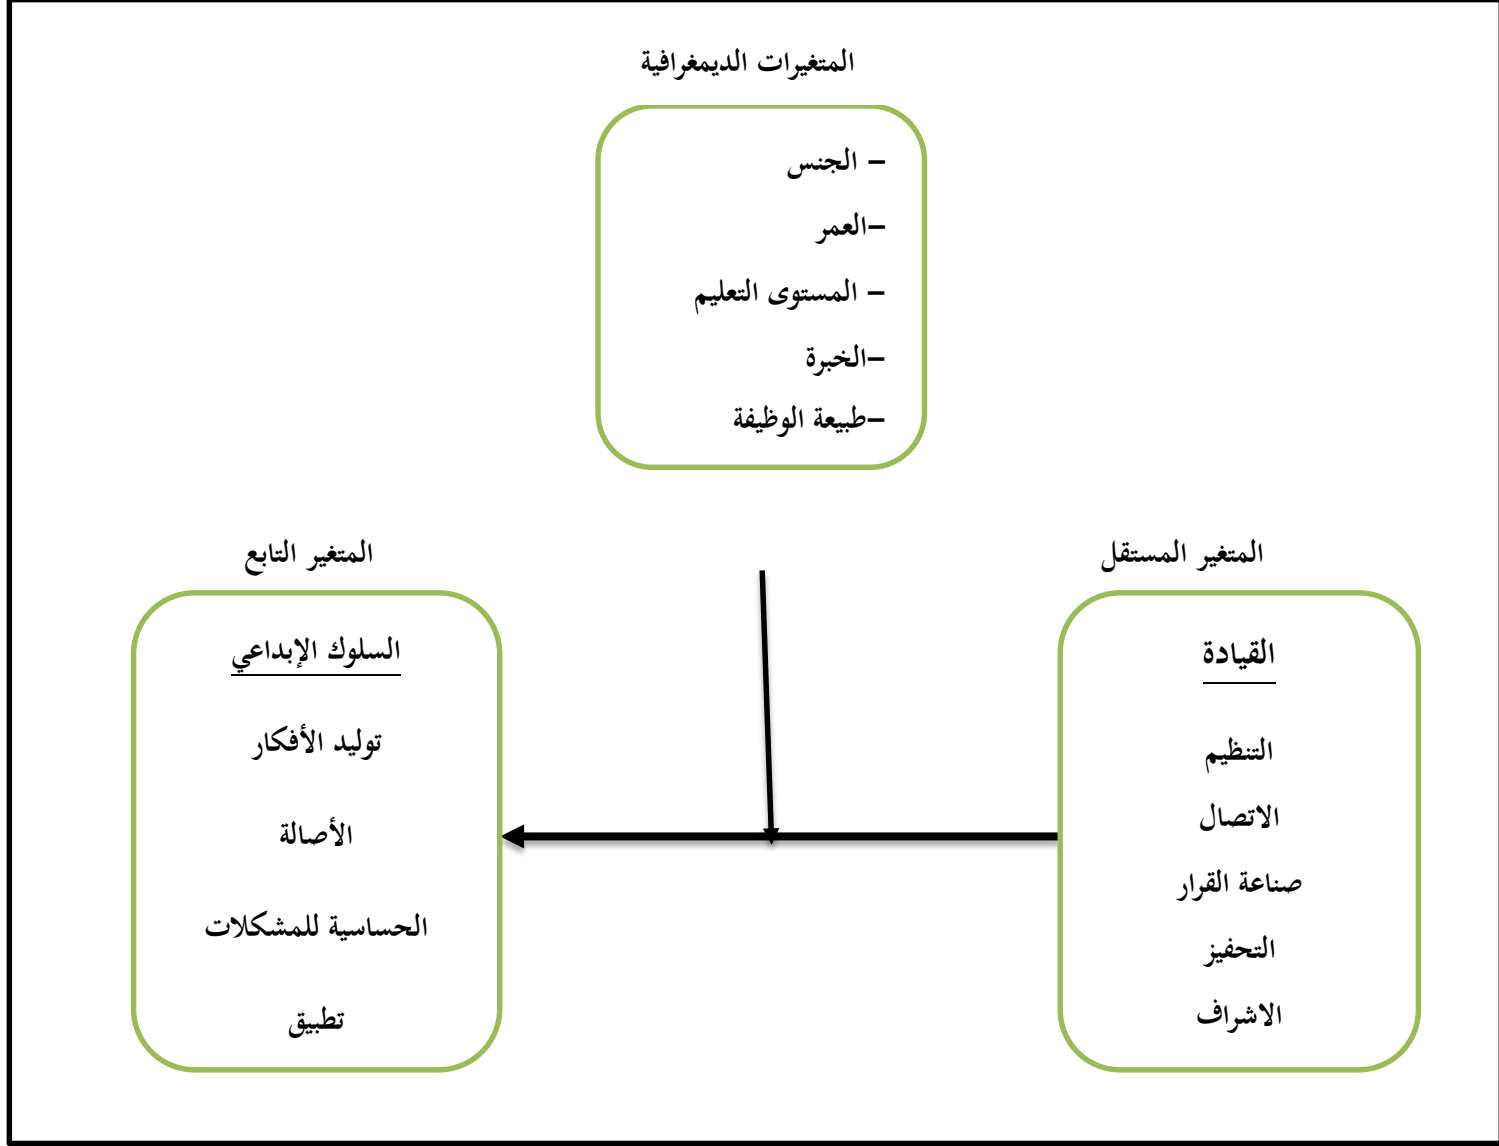 المتغيرات الديمغرافية
– الجنس
–العمر
– المستوى التعليم
–الخبرة
–طبيعة الوظيفة
المتغير المستقل
القيادة
التنظيم
الاتصال
صناعة القرار
التحفيز
الاشراف
المتغير التابع
السلوك الإبداعي
توليد الأفكار
الأصالة
الحساسية للمشكلات
تطبيق